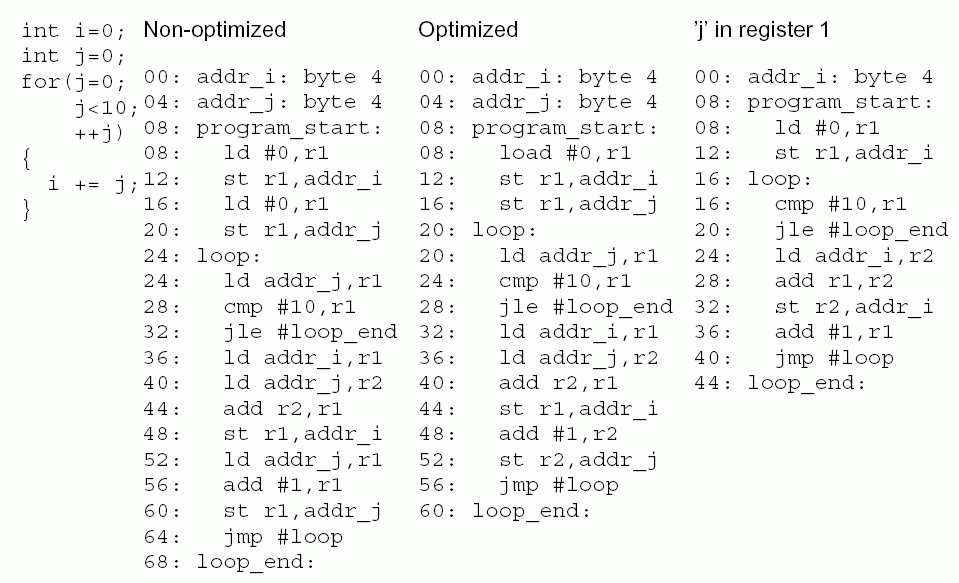 int i=0;
int j=0;
for(j=0;
    j<10;
    ++j)
{
  i += j;
}
Non-optimized
00: addr_i: byte 4
04: addr_j: byte 4
08: program_start:
08:   ld #0,r1
12:   st r1,addr_i
16:   ld #0,r1
20:   st r1,addr_j
24: loop:
24:   ld addr_j,r1
28:   cmp #10,r1
32:   jle #loop_end
36:   ld addr_i,r1
40:   ld addr_j,r2
44:   add r2,r1
48:   st r1,addr_i
52:   ld addr_j,r1
56:   add #1,r1
60:   st r1,addr_j
64:   jmp #loop
68: loop_end:
Optimized
00: addr_i: byte 4
04: addr_j: byte 4
08: program_start:
08:   load #0,r1
12:   st r1,addr_i
16:   st r1,addr_j
20: loop:
20:   ld addr_j,r1
24:   cmp #10,r1
28:   jle #loop_end
32:   ld addr_i,r1
36:   ld addr_j,r2
40:   add r2,r1
44:   st r1,addr_i
48:   add #1,r2
52:   st r2,addr_j
56:   jmp #loop
60: loop_end:
’j’ in register 1
00: addr_i: byte 4
08: program_start:
08:   ld #0,r1
12:   st r1,addr_i
16: loop:
16:   cmp #10,r1
20:   jle #loop_end
24:   ld addr_i,r2
28:   add r1,r2
32:   st r2,addr_i
36:   add #1,r1
40:   jmp #loop
44: loop_end: